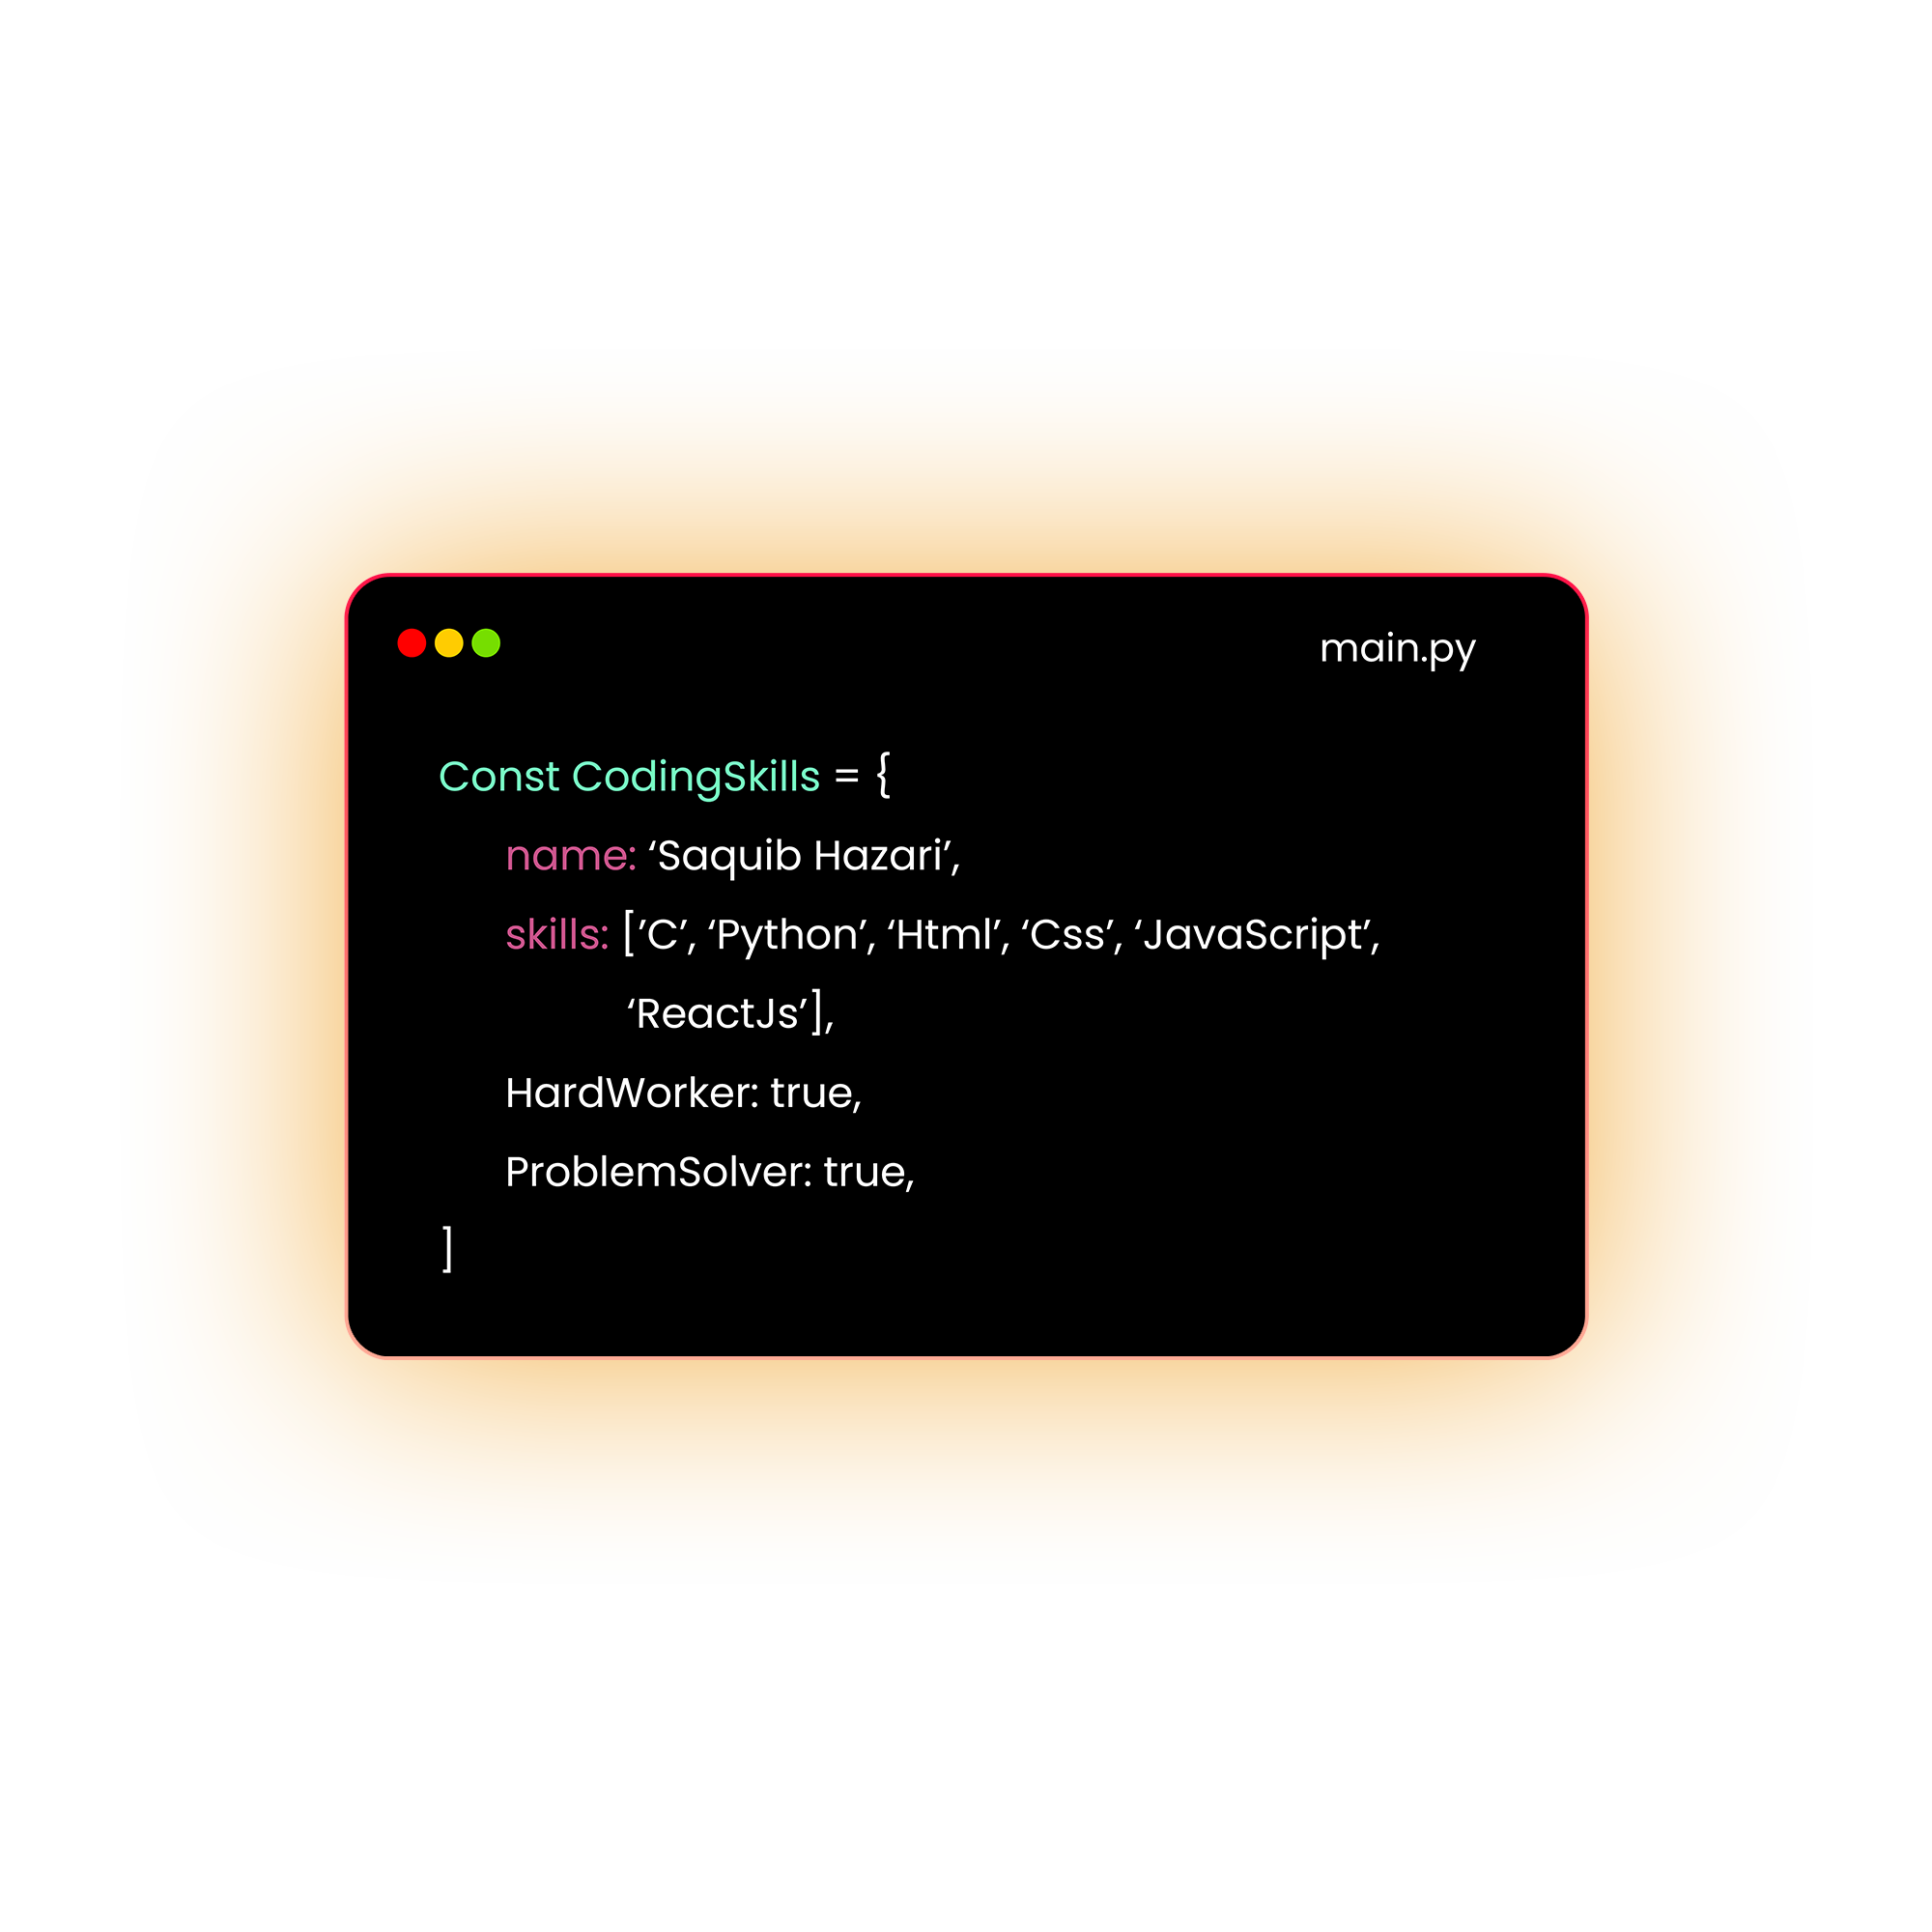 main.py
Const CodingSkills = {
name: ‘Saquib Hazari’,
skills: [‘C’, ‘Python’, ‘Html’, ‘Css’, ‘JavaScript’,
‘ReactJs’],
HardWorker: true,
ProblemSolver: true,
]